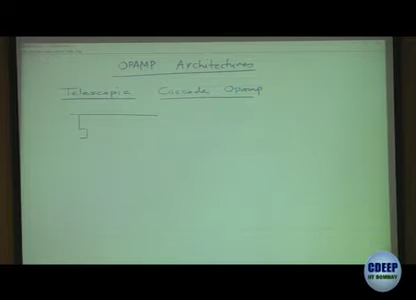 OPAMP Architectures
Telescopic Cascode Opamp
CDEEP
IIT BOMBAY